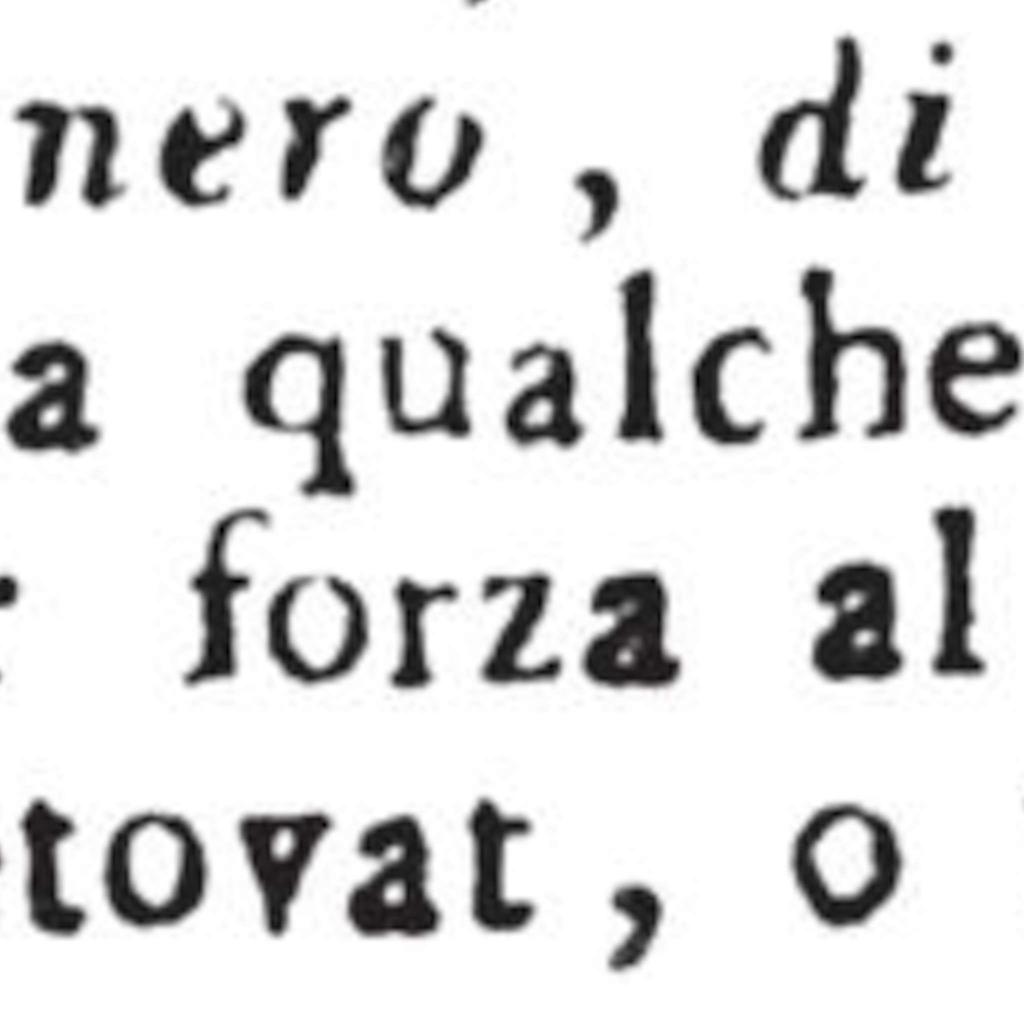 nero, di
a qualche
forza al
tovat, o